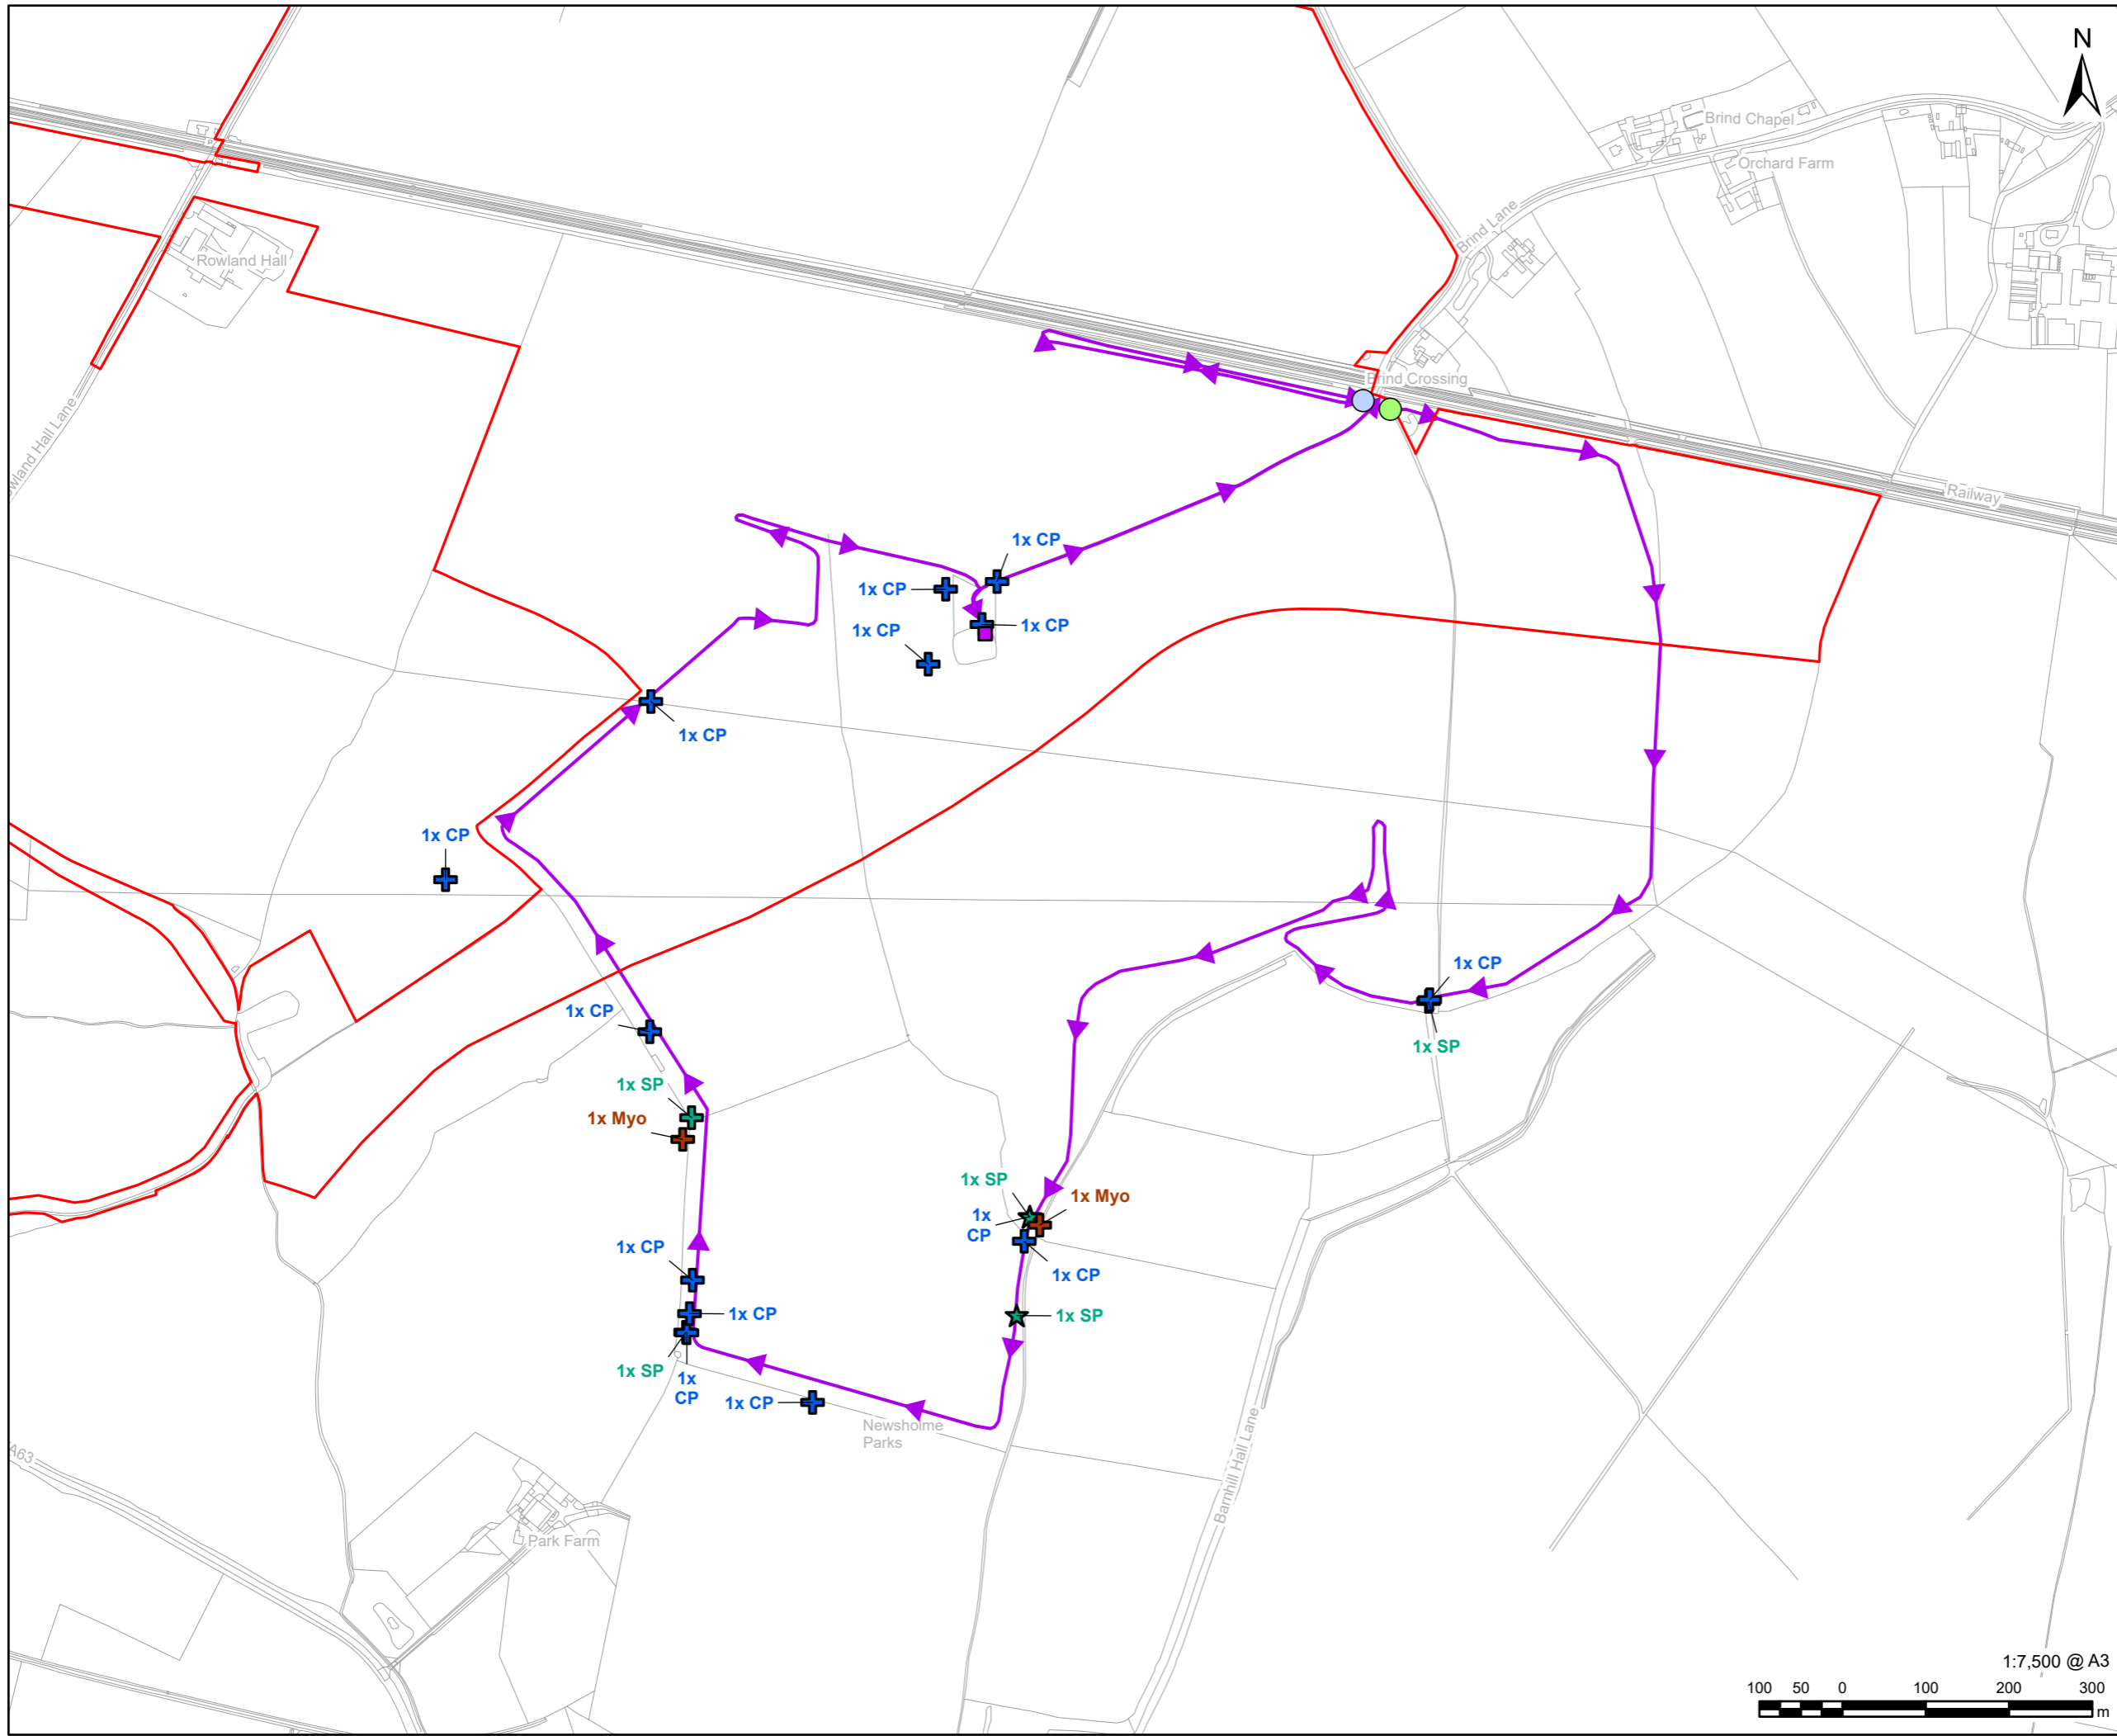 N
Brind Chapel
Orchard Farm
Brind Lane
Rowland Hall
Brind Crossing
wland Hall Lane
Railway
1x CP
1x CP
1x CP
1x CP
1x CP
1x CP
1x CP
1x CP
1x SP
1x SP
1x Myo
1x SP
1x Myo
1x
CP
1x CP
1x CP
1x CP
1x SP
1x SP
1x
CP
1x CP
Newsholme
Parks
Barnhill Hall Lane
A63
Park Farm
1:7,500 @ A3
100 50 0 100 200 300
m